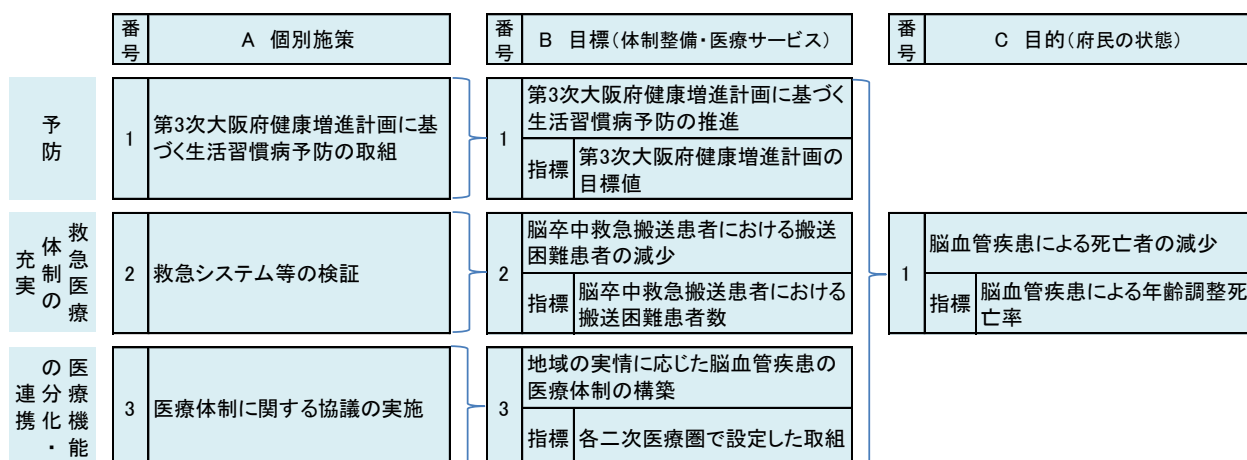 番号
A 個別施策
番号
B 目標(体制整備・医療サービス)
番号
C 目的(府民の状態)
予防
1
第3次大阪府健康増進計画に基
づく生活習慣病予防の取組
1
第3次大阪府健康増進計画に基づく
生活習慣病予防の推進
指標
第3次大阪府健康増進計画の
目標値
救急医療
体制の
充実
2
救急システム等の検証
2
脳卒中救急搬送患者における搬送
困難患者の減少
指標
脳卒中救急搬送患者における
搬送困難患者数
1
脳血管疾患による死亡者の減少
指標
脳血管疾患による年齢調整死
亡率
医療機能
の分化・
連携
3
医療体制に関する協議の実施
3
地域の実情に応じた脳血管疾患の
医療体制の構築
指標
各二次医療圏で設定した取組